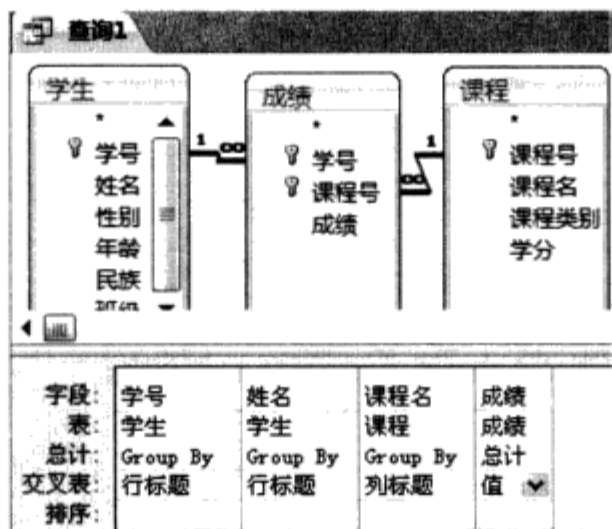 查询1
学生
*
学号
姓名
性别
年龄
民族
班级
1
∞
成绩
*
学号
课程号
成绩
∞
1
课程
*
课程号
课程名
课程类别
学分
字段: 学号 姓名 课程名 成绩
表: 学生 学生 课程 成绩
总计: Group By Group By Group By 总计
交叉表: 行标题 行标题 列标题 值
排序: